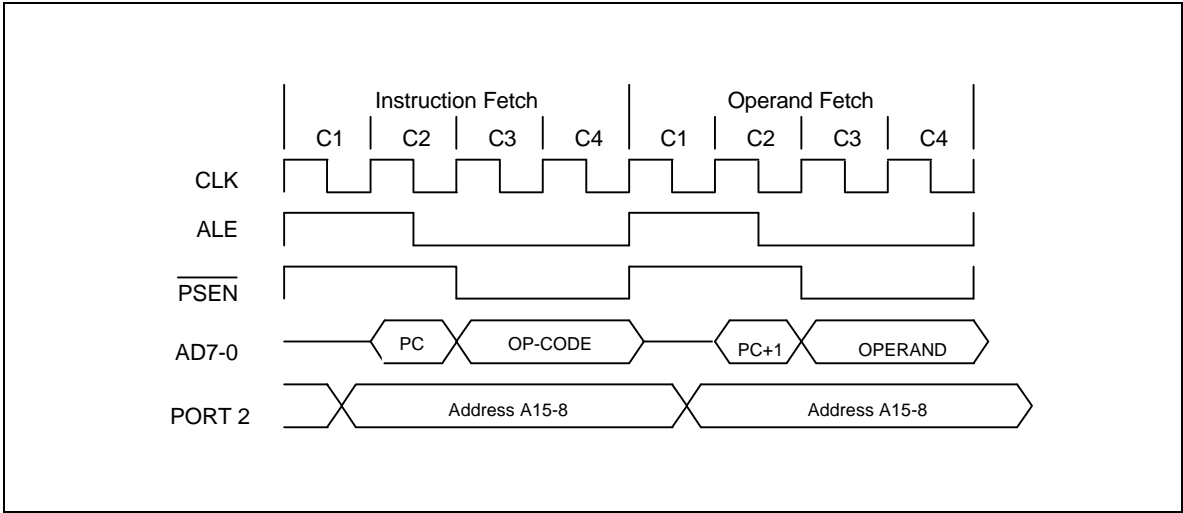 Instruction Fetch Operand Fetch
C1 C2 C3 C4 C1 C2 C3 C4
CLK
ALE
PSEN
AD7-0 PC OP-CODE PC+1 OPERAND
PORT 2 Address A15-8 Address A15-8